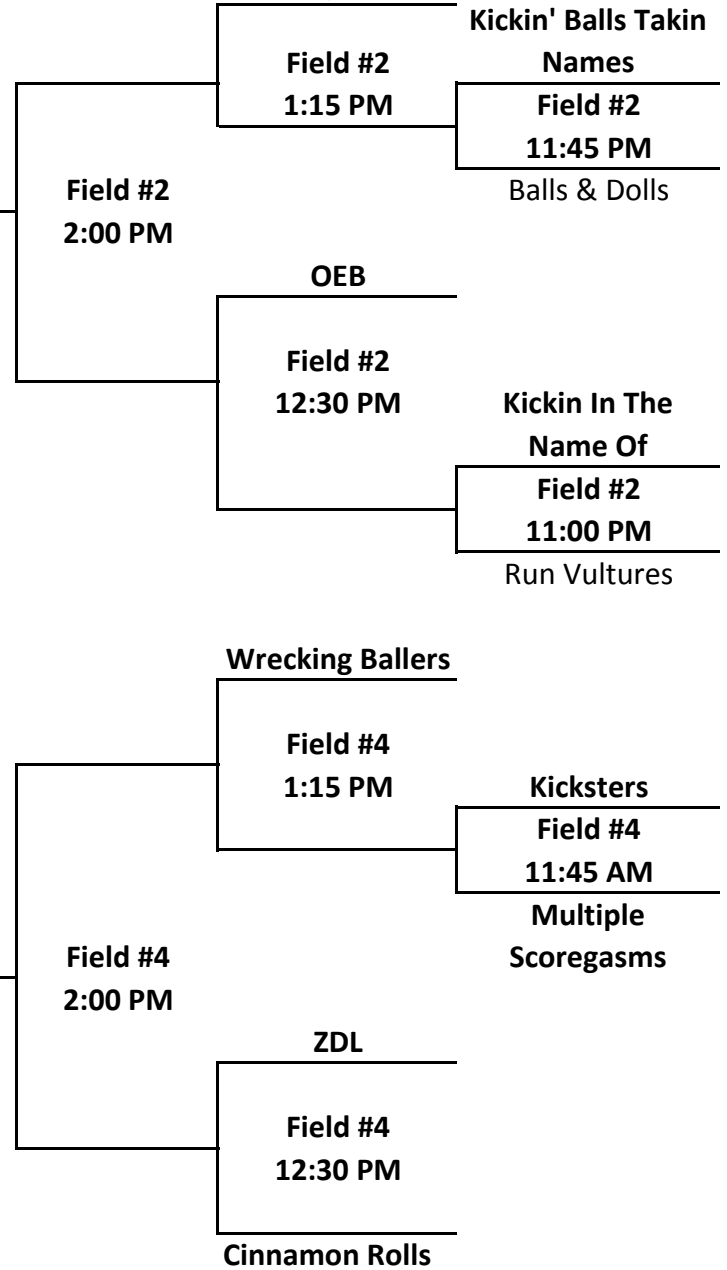 Kickin' Balls Takin
Names
Field #2
1:15 PM
Field #2
11:45 PM
Balls & Dolls
Field #2
2:00 PM
OEB
Field #2
12:30 PM
Kickin In The
Name Of
Field #2
11:00 PM
Run Vultures
Wrecking Ballers
Field #4
1:15 PM
Kicksters
Field #4
11:45 AM
Multiple
Scoregasms
Field #4
2:00 PM
ZDL
Field #4
12:30 PM
Cinnamon Rolls